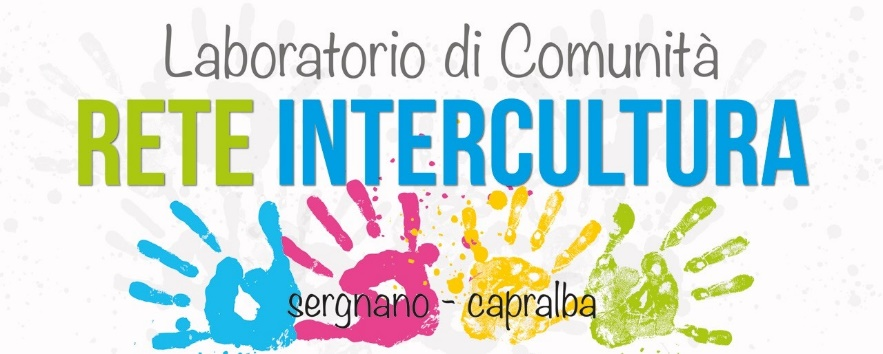 Laboratorio di Comunità
RETE INTERCULTURA
sergnano - capralba